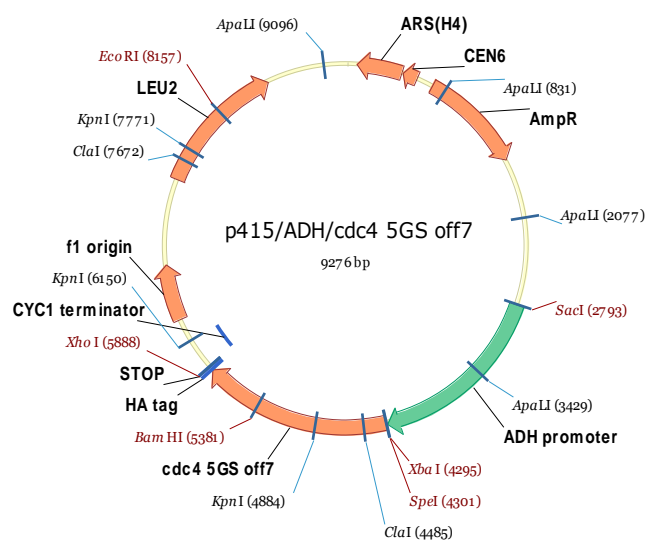 ApaLI (9096)
ARS(H4)
CEN6
EcoRI (8157)
LEU2
ApaLI (831)
AmpR
KpnI (7771)
ClaI (7672)
ApaLI (2077)
p415/ADH/cdc4 5GS off7
9276 bp
f1 origin
KpnI (6150)
CYC1 terminator
SacI (2793)
XhoI (5888)
STOP
HA tag
ApaLI (3429)
ADH promoter
BamHI (5381)
cdc4 5GS off7
XbaI (4295)
KpnI (4884)
SpeI (4301)
ClaI (4485)